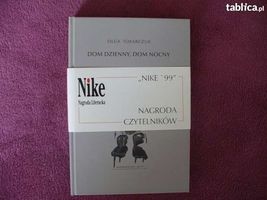 tablica.pl
OLGA TOKARCZUK
DOM DZIENNY, DOM NOCNY
Nike
Nagroda Literacka
„NIKE '99”
NAGRODA
CZYTELNIKÓW